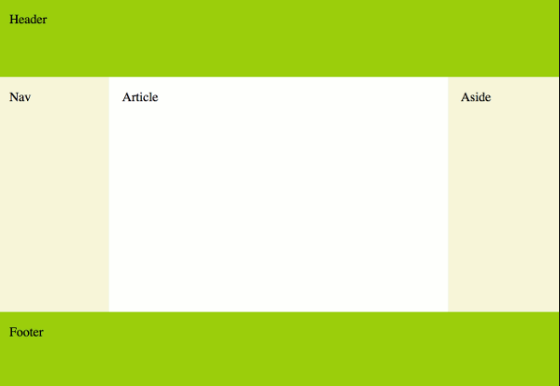 Header
Nav
Article
Aside
Footer